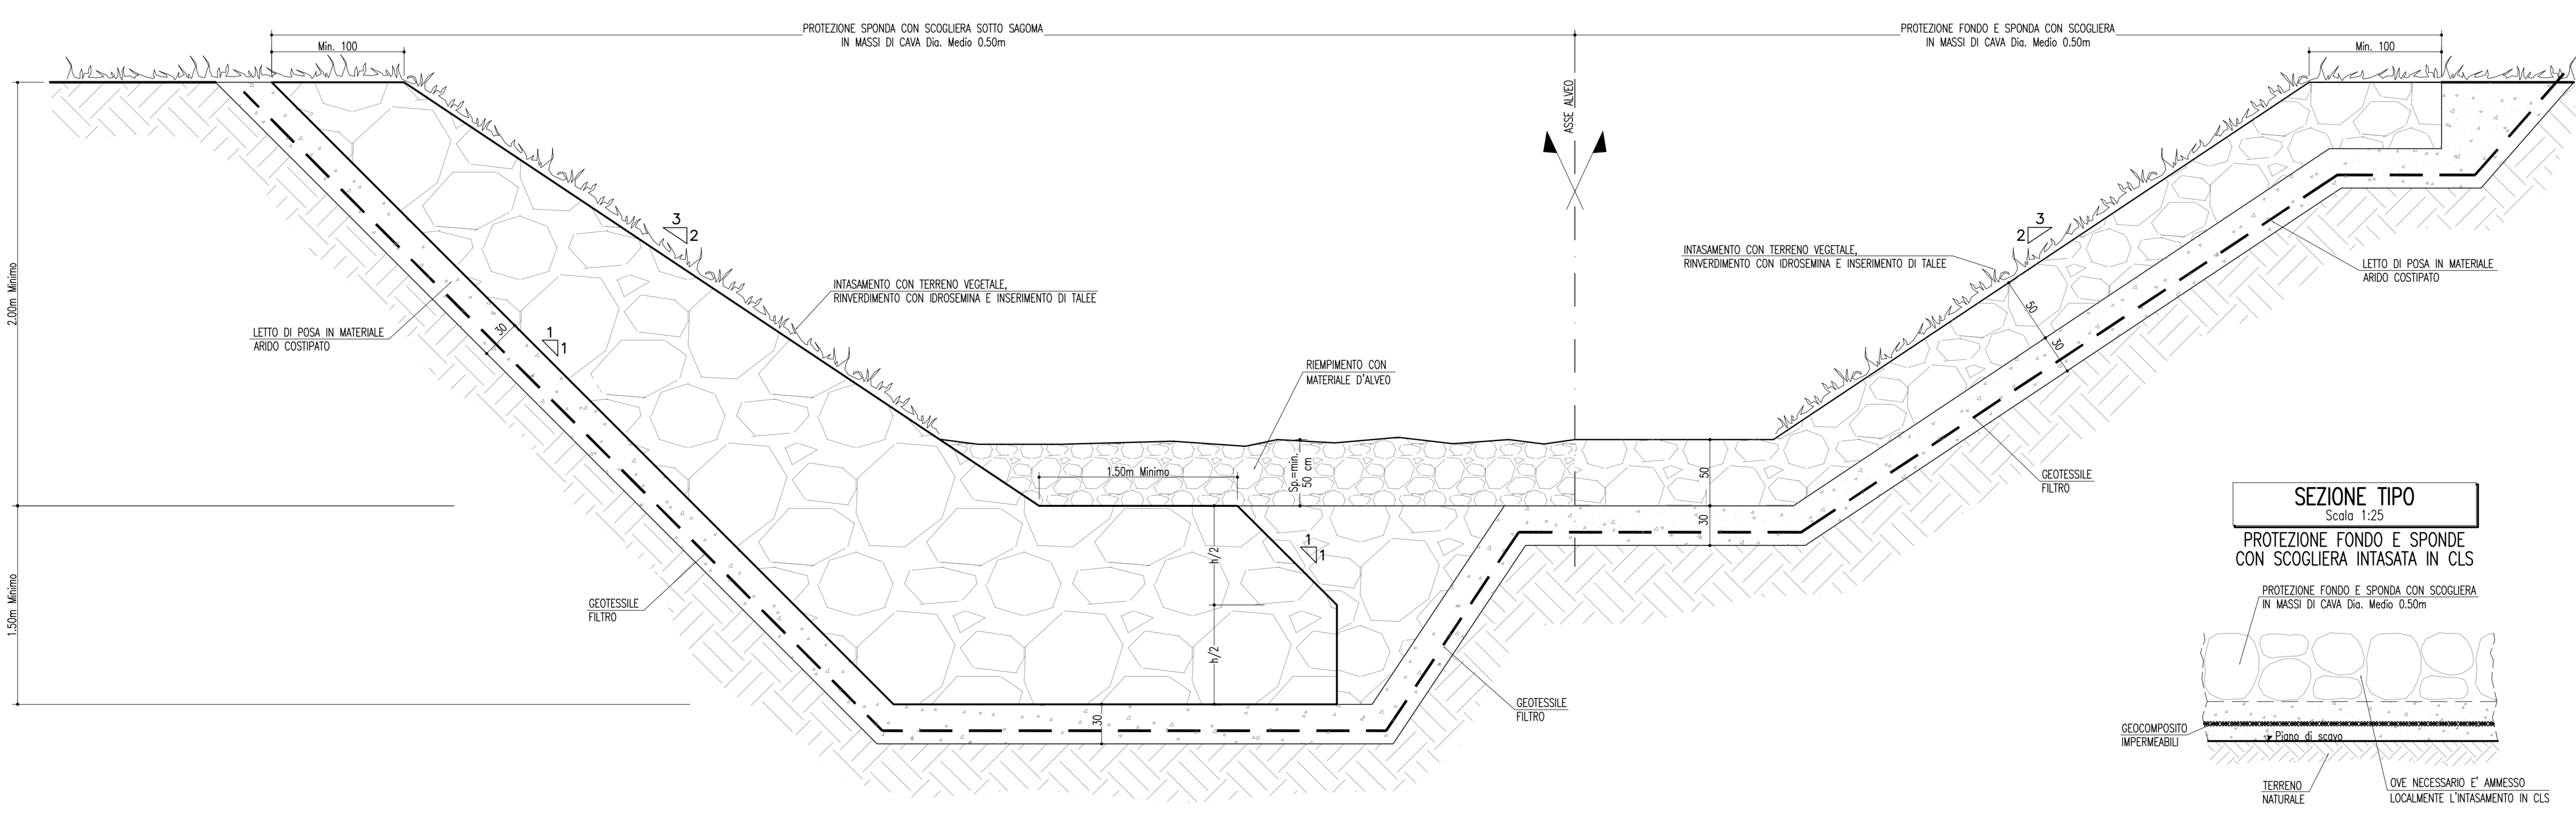 PROTEZIONE SPONDA CON SCOGLIERA SOTTO SAGOMA
IN MASSI DI CAVA Dia. Medio 0.50m
PROTEZIONE FONDO E SPONDA CON SCOGLIERA
IN MASSI DI CAVA Dia. Medio 0.50m
Min. 100
Min. 100
ASSE ALVEO
3
2
3
2
2.00m Minimo
INTASAMENTO CON TERRENO VEGETALE,
RINVERDIMENTO CON IDROSEMINA E INSERIMENTO DI TALEE
INTASAMENTO CON TERRENO VEGETALE,
RINVERDIMENTO CON IDROSEMINA E INSERIMENTO DI TALEE
LETTO DI POSA IN MATERIALE
ARIDO COSTIPATO
50
30
LETTO DI POSA IN MATERIALE
ARIDO COSTIPATO
30
1
1
RIEMPIMENTO CON
MATERIALE D'ALVEO
1.50m Minimo
Sp.=min.
50 cm
50
30
GEOTESSILE
FILTRO
1.50m Minimo
h/2
h/2
1
1
GEOTESSILE
FILTRO
30
GEOTESSILE
FILTRO
SEZIONE TIPO
Scala 1:25
PROTEZIONE FONDO E SPONDE
CON SCOGLIERA INTASATA IN CLS
PROTEZIONE FONDO E SPONDA CON SCOGLIERA
IN MASSI DI CAVA Dia. Medio 0.50m
GEOCOMPOSITO
IMPERMEABILI
Piano di scavo
TERRENO
NATURALE
OVE NECESSARIO E' AMMESSO
LOCALMENTE L'INTASAMENTO IN CLS